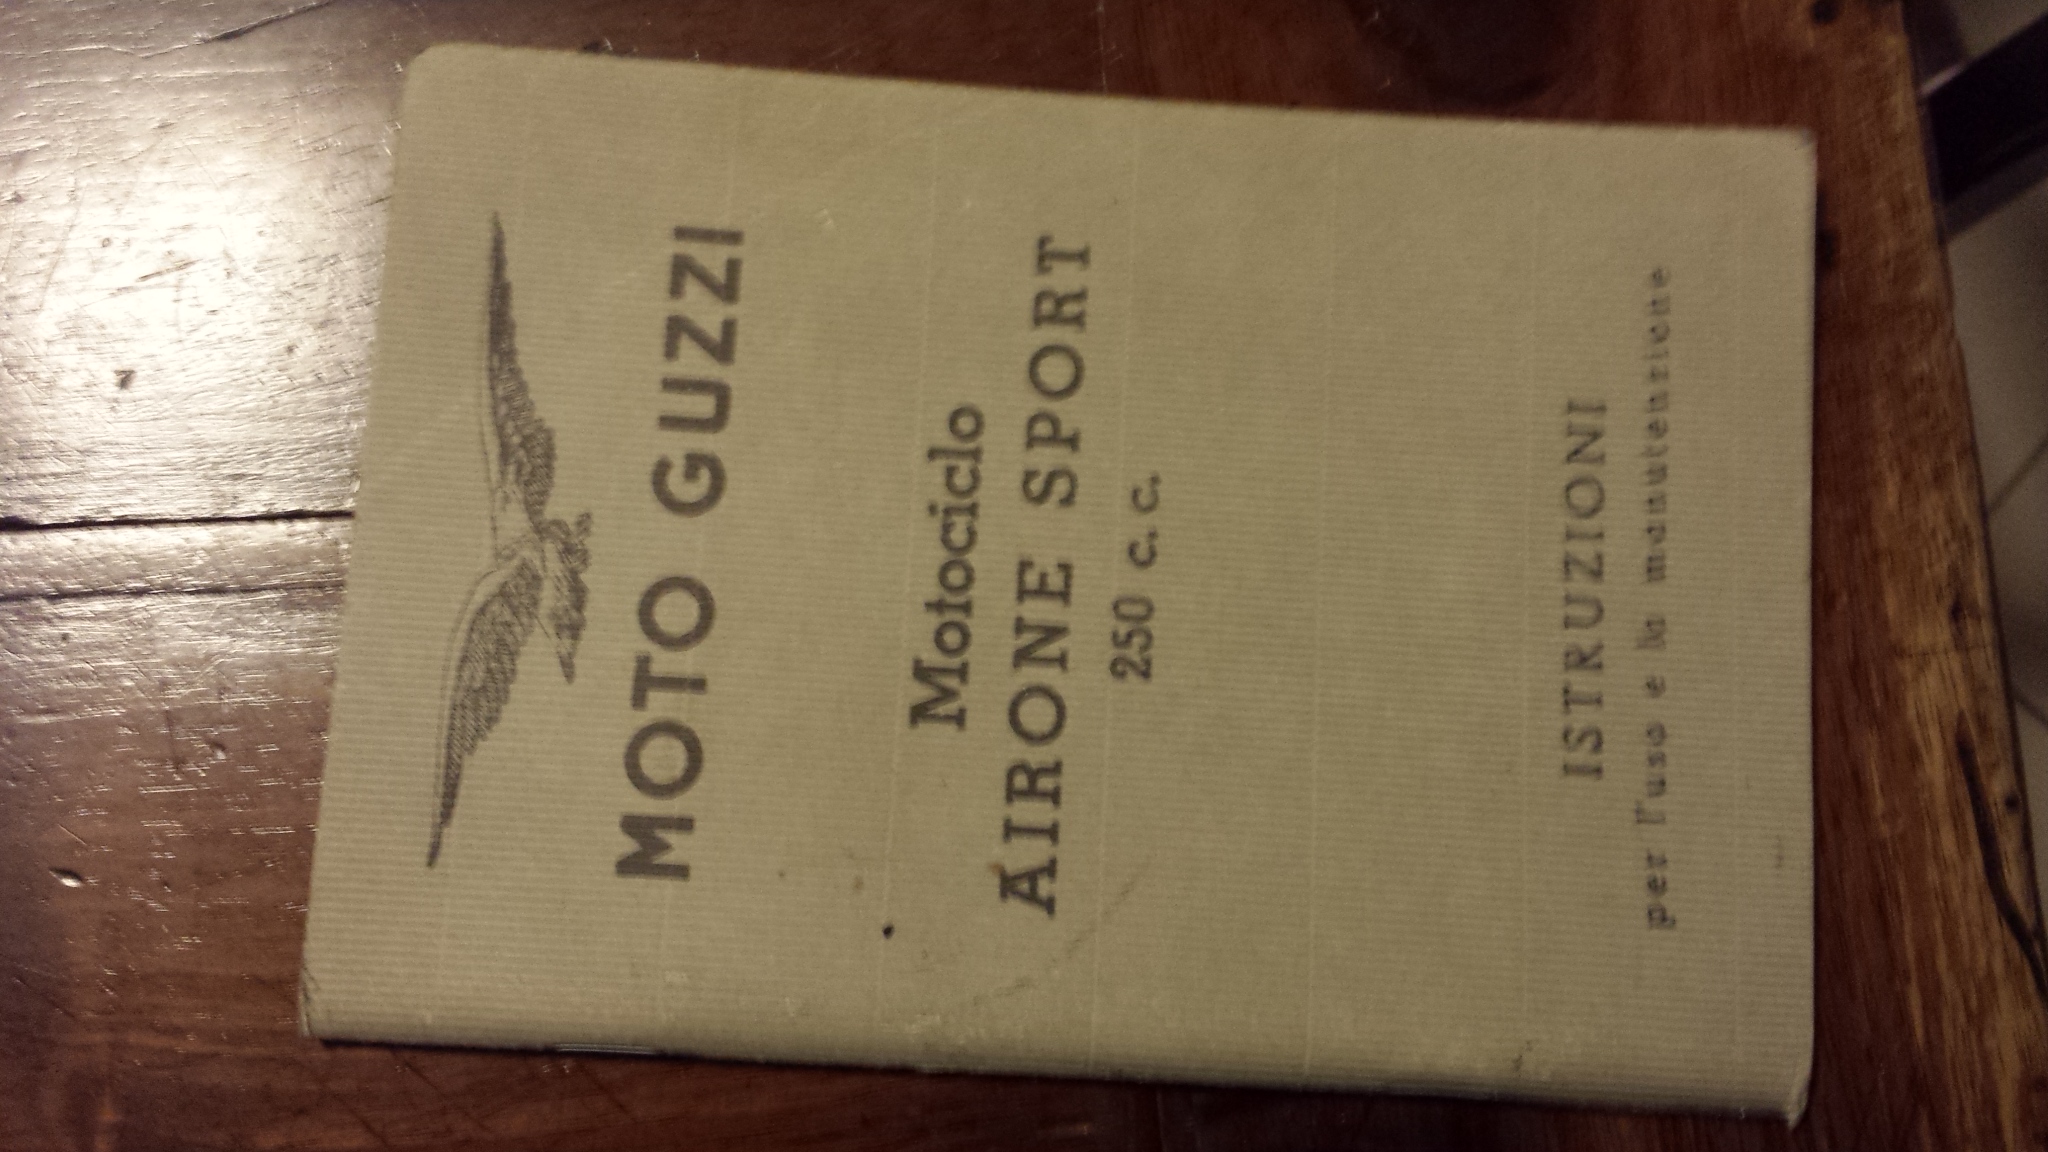 MOTO GUZZI
Motociclo
AIRONE SPORT
250 c.c.
ISTRUZIONI
per l'uso e la manutenzione